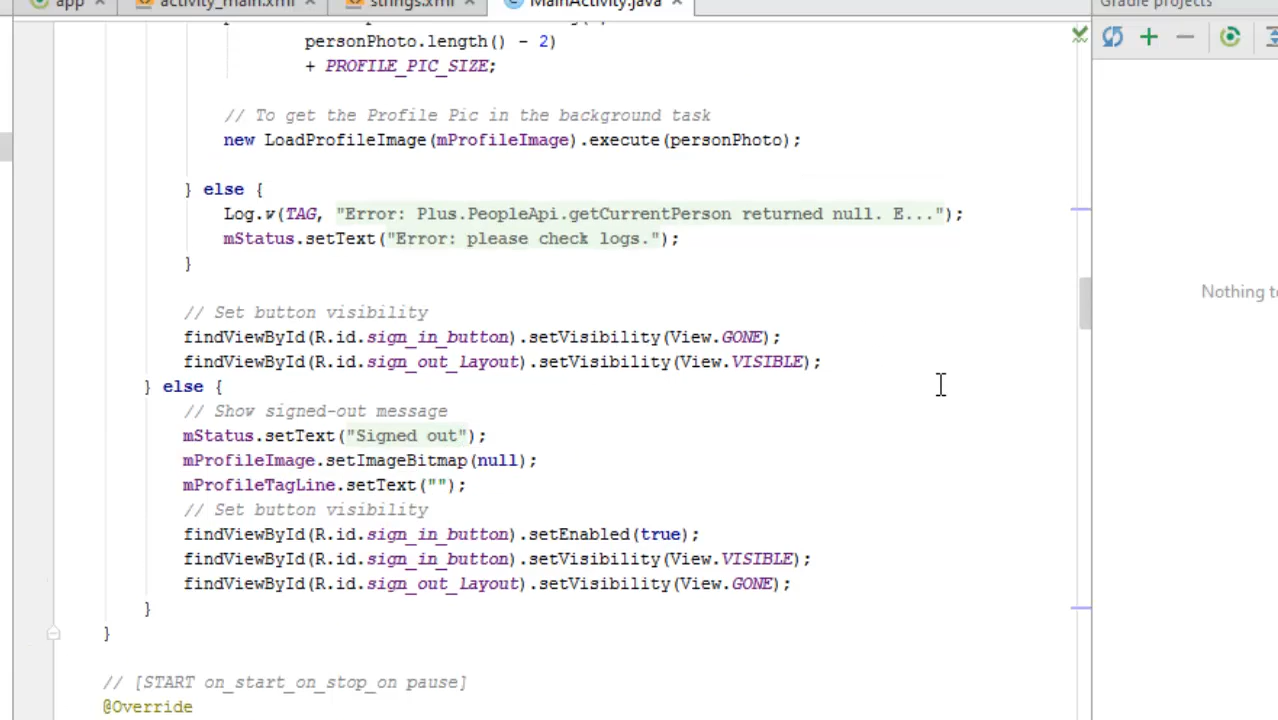 app activity_main.xml strings.xml MainActivity.java Gradle projects
personPhoto.length() - 2)
+ PROFILE_PIC_SIZE;
// To get the Profile Pic in the background task
new LoadProfileImage(mProfileImage).execute(personPhoto);
} else {
Log.v(TAG, "Error: Plus.PeopleApi.getCurrentPerson returned null. E...");
mStatus.setText("Error: please check logs.");
}
Nothing to
// Set button visibility
findViewById(R.id.sign_in_button).setVisibility(View.GONE);
findViewById(R.id.sign_out_layout).setVisibility(View.VISIBLE);
} else {
// Show signed-out message
mStatus.setText("Signed out");
mProfileImage.setImageBitmap(null);
mProfileTagLine.setText("");
// Set button visibility
findViewById(R.id.sign_in_button).setEnabled(true);
findViewById(R.id.sign_in_button).setVisibility(View.VISIBLE);
findViewById(R.id.sign_out_layout).setVisibility(View.GONE);
}
}
// [START on_start_on_stop_on pause]
@Override